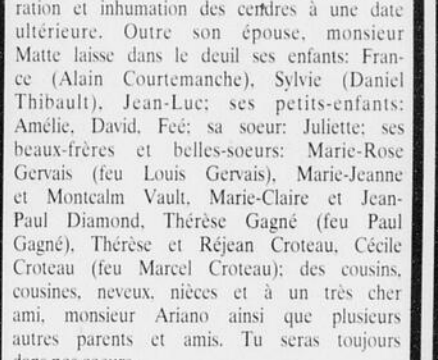 ration et inhumation des cendres à une date
ultérieure. Outre son épouse, monsieur
Matte laisse dans le deuil ses enfants: Fran-
ce (Alain Courtemanche), Sylvie (Daniel
Thibault), Jean-Luc; ses petits-enfants:
Amélie, David, Feé; sa soeur: Juliette; ses
beaux-frères et belles-soeurs: Marie-Rose
Gervais (feu Louis Gervais), Marie-Jeanne
et Montcalm Vault, Marie-Claire et Jean-
Paul Diamond, Thérèse Gagné (feu Paul
Gagné), Thérèse et Réjean Croteau, Cécile
Croteau (feu Marcel Croteau); des cousins,
cousines, neveux, nièces et à un très cher
ami, monsieur Ariano ainsi que plusieurs
autres parents et amis. Tu seras toujours
dans nos coeurs